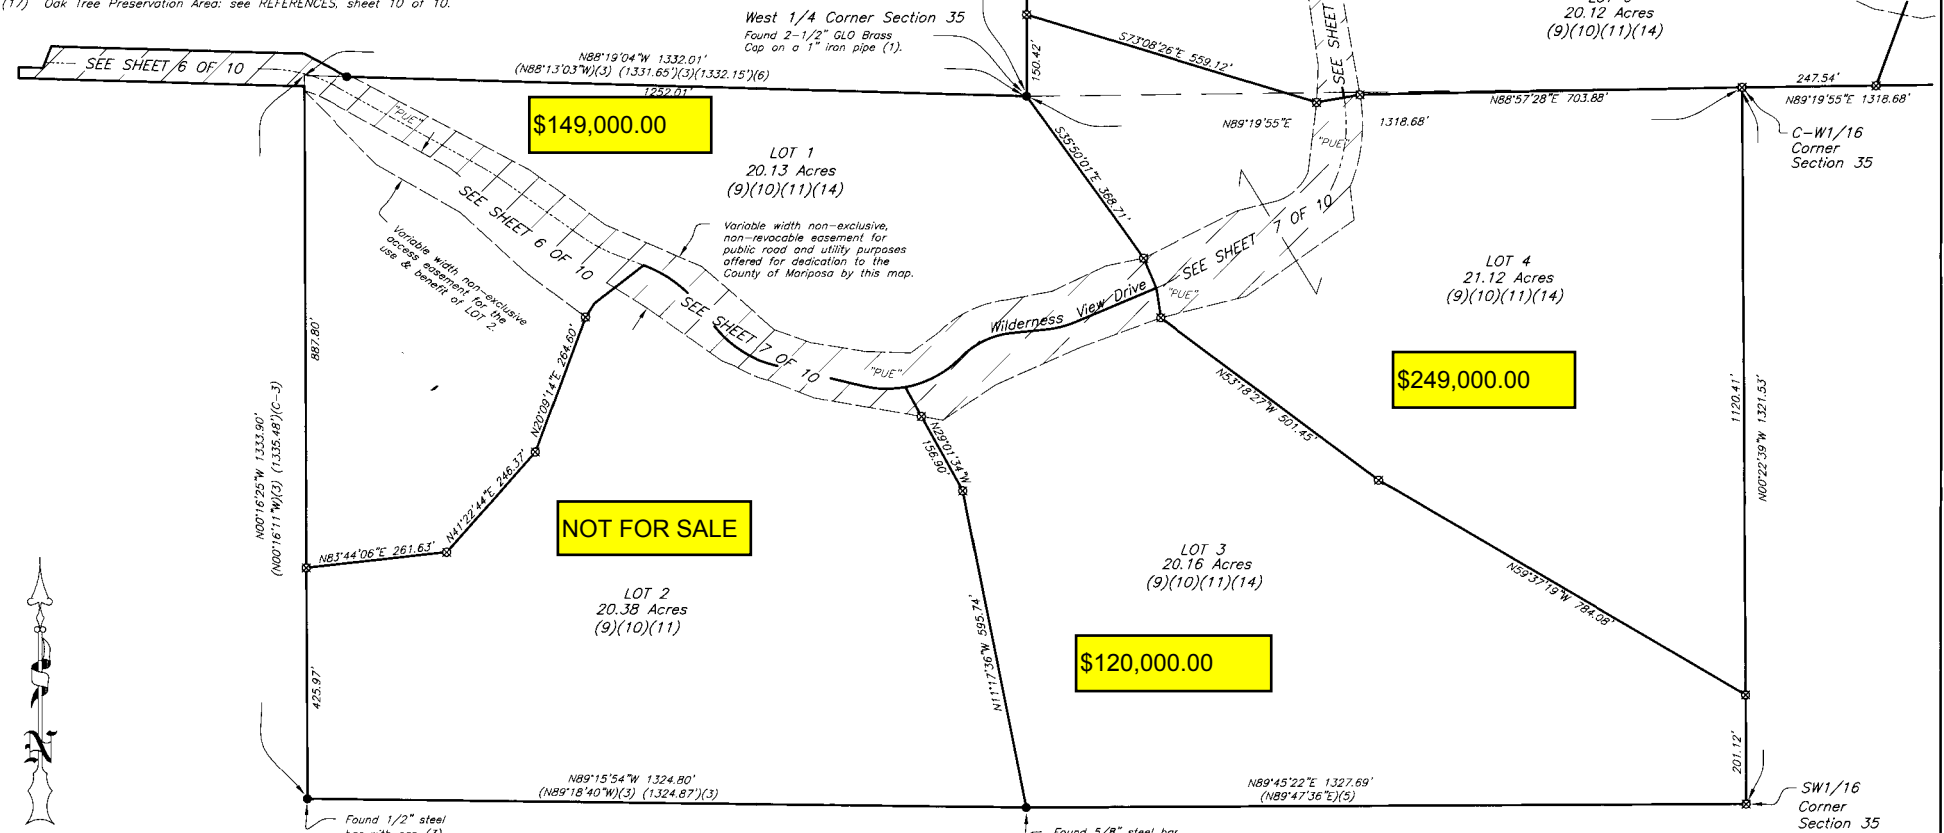 (17) Oak Tree Preservation Area: see REFERENCES, sheet 10 of 10.
West 1/4 Corner Section 35
Found 2-1/2" GLO Brass
Cap on a 1" iron pipe (1).
150.42'
S73°08'26"E 559.12'
SEE SHEET
20.12 Acres
(9)(10)(11)(14)
SEE SHEET 6 OF 10
N88°19'04"W 1332.01'
(N88°13'03"W)(3) (1331.65')(3)(1332.15')(6)
1252.01'
N88°57'28"E 703.88'
247.54'
N89°19'55"E 1318.68'
N89°19'55"E
1318.68'
C-W1/16
Corner
Section 35
"PUE"
$149,000.00
LOT 1
20.13 Acres
(9)(10)(11)(14)
S35°50'01"E 368.71'
"PUE"
SEE SHEET 6 OF 10
Variable width non-exclusive
access easement for the
use & benefit of
LOT 2.
Variable width non-exclusive,
non-revocable easement for
public road and utility purposes
offered for dedication to the
County of Mariposa by this map.
SEE SHEET 7 OF 10
LOT 4
21.12 Acres
(9)(10)(11)(14)
"PUE"
Wilderness View Drive
SEE SHEET 7 OF 10
"PUE"
$249,000.00
887.80'
N20°09'14"E 264.60'
N53°18'27"W 501.45'
1120.41'
N00°22'39"W 1321.53'
N00°16'25"W 1333.90'
(N00°16'11"W)(3) (1335.48')(C-3)
N29°01'34"W
156.90'
N41°22'44"E 246.37'
N83°44'06"E 261.63'
NOT FOR SALE
LOT 2
20.38 Acres
(9)(10)(11)
LOT 3
20.16 Acres
(9)(10)(11)(14)
N59°37'19"W 784.08'
N11°17'36"W 595.74'
$120,000.00
425.97'
201.12'
N
N89°15'54"W 1324.80'
(N89°18'40"W)(3) (1324.87')(3)
N89°45'22"E 1327.69'
(N89°47'36"E)(5)
SW1/16
Corner
Section 35
Found 1/2" steel
Found 5/8" steel bar